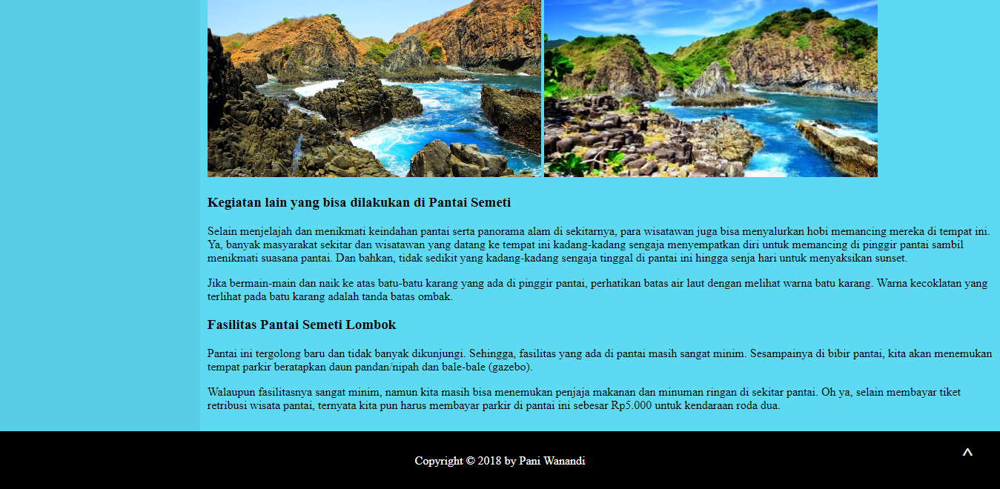 Kegiatan lain yang bisa dilakukan di Pantai Semeti
Selain menjelajah dan menikmati keindahan pantai serta panorama alam di sekitarnya, para wisatawan juga bisa menyalurkan hobi memancing mereka di tempat ini.
Ya, banyak masyarakat sekitar dan wisatawan yang datang ke tempat ini kadang-kadang sengaja menyempatkan diri untuk memancing di pinggir pantai sambil
menikmati suasana pantai. Dan bahkan, tidak sedikit yang kadang-kadang sengaja tinggal di pantai ini hingga senja hari untuk menyaksikan sunset.
Jika bermain-main dan naik ke atas batu-batu karang yang ada di pinggir pantai, perhatikan batas air laut dengan melihat warna batu karang. Warna kecoklatan yang
terlihat pada batu karang adalah tanda batas ombak.
Fasilitas Pantai Semeti Lombok
Pantai ini tergolong baru dan tidak banyak dikunjungi. Sehingga, fasilitas yang ada di pantai masih sangat minim. Sesampainya di bibir pantai, kita akan menemukan
tempat parkir beratapkan daun pandan/nipah dan bale-bale (gazebo).
Walaupun fasilitasnya sangat minim, namun kita masih bisa menemukan penjaja makanan dan minuman ringan di sekitar pantai. Oh ya, selain membayar tiket
retribusi wisata pantai, ternyata kita pun harus membayar parkir di pantai ini sebesar Rp5.000 untuk kendaraan roda dua.
Copyright © 2018 by Pani Wanandi
^